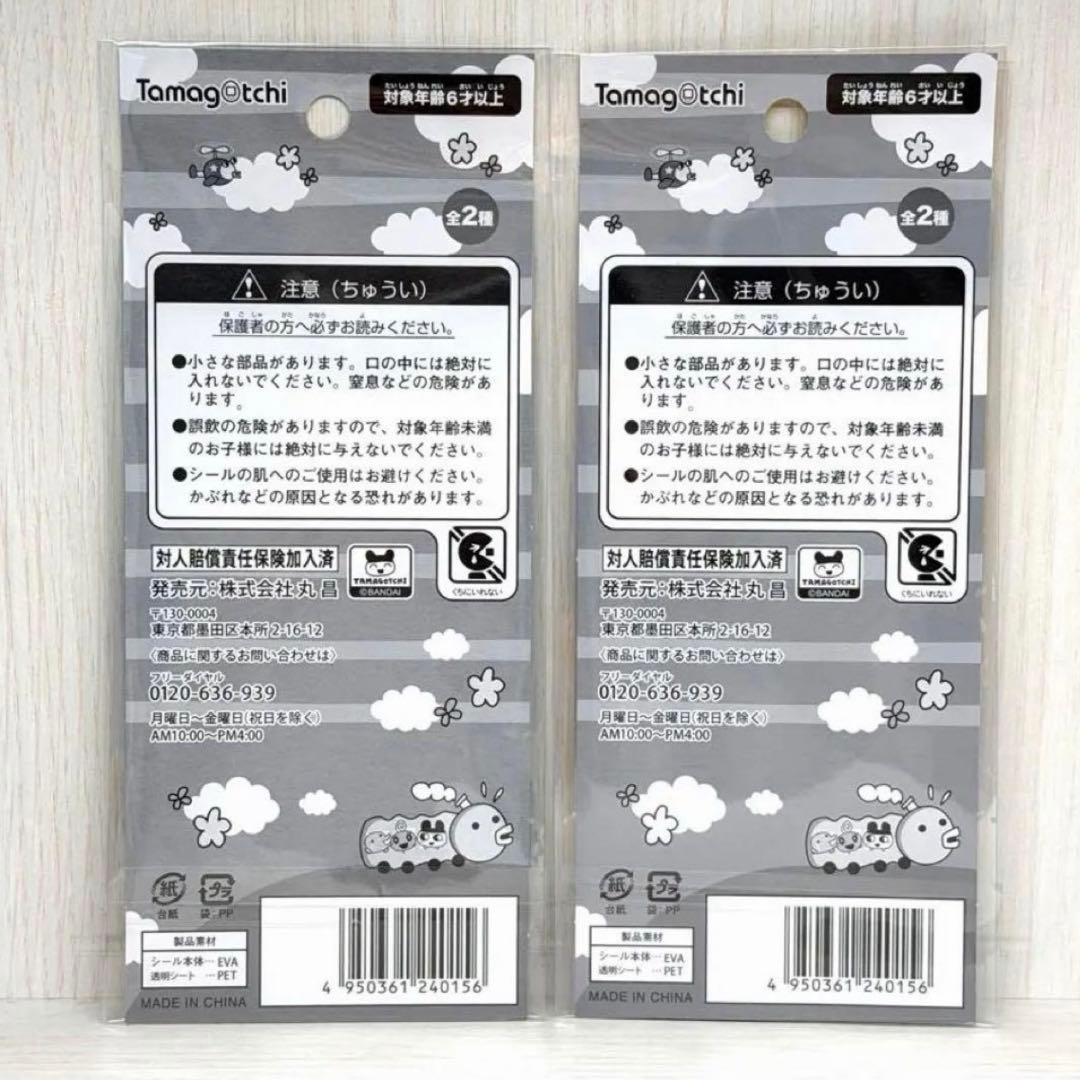 Tamagotchi
たいしょうねんれい さい いじょう
対象年齢6才以上
全2種
注意（ちゅうい）
ほごしゃ かた かなら よ
保護者の方へ必ずお読みください。
●小さな部品があります。口の中には絶対に
入れないでください。窒息などの危険があ
ります。
●誤飲の危険がありますので、対象年齢未満
のお子様には絶対に与えないでください。
●シールの肌へのご使用はお避けください。
かぶれなどの原因となる恐れがあります。
対人賠償責任保険加入済
発売元：株式会社丸昌
TAMAGOTCHI
©BANDAI
くちにいれない
〒130-0004
東京都墨田区本所2-16-12
〈商品に関するお問い合わせは〉
フリーダイヤル
0120-636-939
月曜日〜金曜日（祝日を除く）
AM10:00〜PM4:00
紙
台紙
プラ
袋：PP
製品素材
シール本体…EVA
透明シート…PET
MADE IN CHINA
4 950361 240156
Tamagotchi
たいしょうねんれい さい いじょう
対象年齢6才以上
全2種
注意（ちゅうい）
ほごしゃ かた かなら よ
保護者の方へ必ずお読みください。
●小さな部品があります。口の中には絶対に
入れないでください。窒息などの危険があ
ります。
●誤飲の危険がありますので、対象年齢未満
のお子様には絶対に与えないでください。
●シールの肌へのご使用はお避けください。
かぶれなどの原因となる恐れがあります。
対人賠償責任保険加入済
発売元：株式会社丸昌
TAMAGOTCHI
©BANDAI
くちにいれない
〒130-0004
東京都墨田区本所2-16-12
〈商品に関するお問い合わせは〉
フリーダイヤル
0120-636-939
月曜日〜金曜日（祝日を除く）
AM10:00〜PM4:00
紙
台紙
プラ
袋：PP
製品素材
シール本体…EVA
透明シート…PET
MADE IN CHINA
4 950361 240156